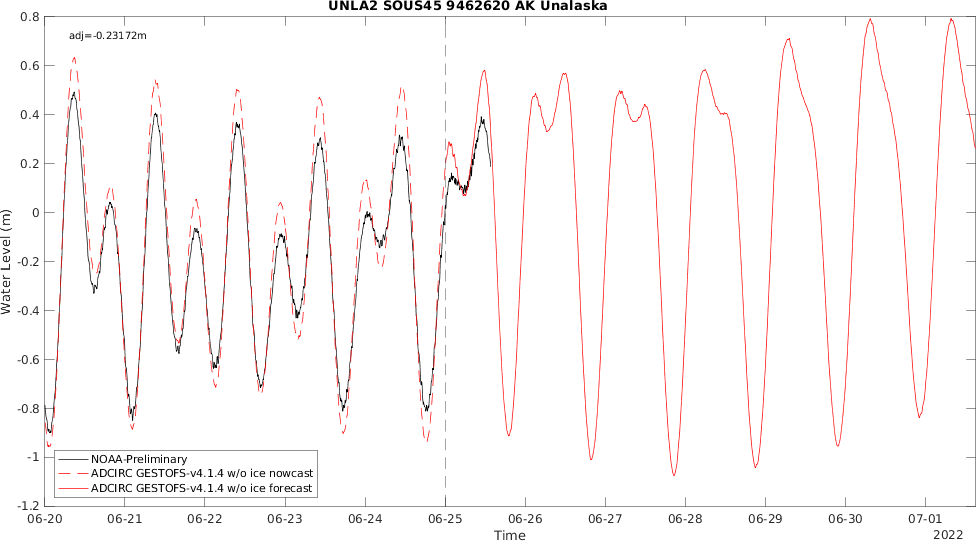 UNLA2 SOUS45 9462620 AK Unalaska
adj=-0.23172m
0.8
0.6
0.4
0.2
0
-0.2
-0.4
-0.6
-0.8
-1
-1.2
Water Level (m)
NOAA-Preliminary
ADCIRC GESTOFS-v4.1.4 w/o ice nowcast
ADCIRC GESTOFS-v4.1.4 w/o ice forecast
06-20 06-21 06-22 06-23 06-24 06-25 06-26 06-27 06-28 06-29 06-30 07-01
Time
2022